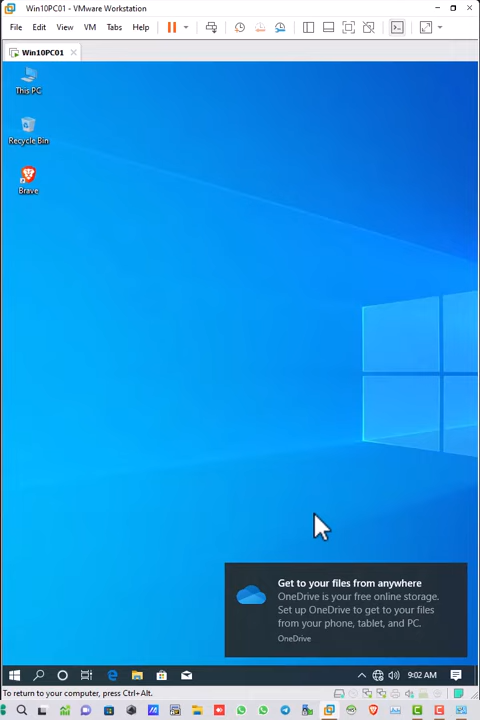 Win10PC01 - VMware Workstation
File Edit View VM Tabs Help
Win10PC01
This PC
Recycle Bin
Brave
Get to your files from anywhere
OneDrive is your free online storage.
Set up OneDrive to get to your files
from your phone, tablet, and PC.
OneDrive
9:02 AM
To return to your computer, press Ctrl+Alt.